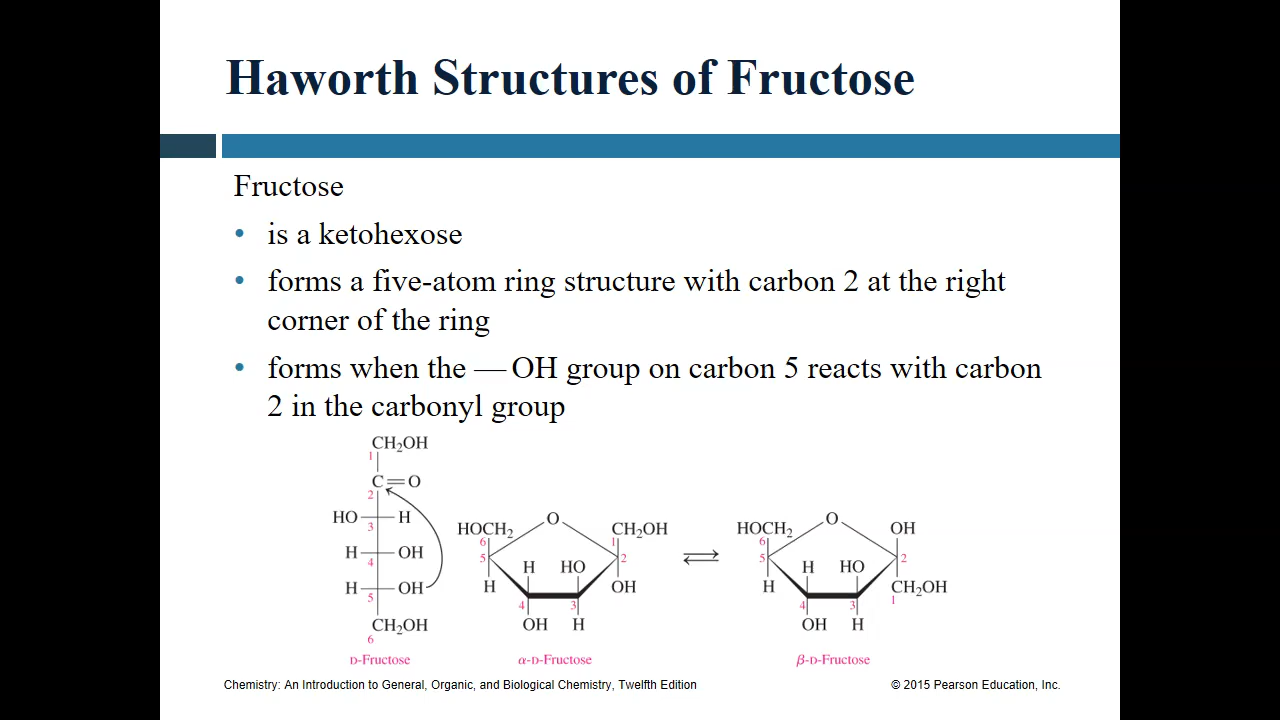 Haworth Structures of Fructose
Fructose
• is a ketohexose
• forms a five-atom ring structure with carbon 2 at the right
corner of the ring
• forms when the — OH group on carbon 5 reacts with carbon
2 in the carbonyl group
CH₂OH
1
C=O
2
HO H
3
H OH
4
H OH
5
CH₂OH
6
D-Fructose
HOCH₂ O CH₂OH
6 1
5 2
H H HO OH
4 3
OH H
α-D-Fructose
⇌
HOCH₂ O OH
6
5 2
H H HO CH₂OH
4 3 1
OH H
β-D-Fructose
Chemistry: An Introduction to General, Organic, and Biological Chemistry, Twelfth Edition
© 2015 Pearson Education, Inc.